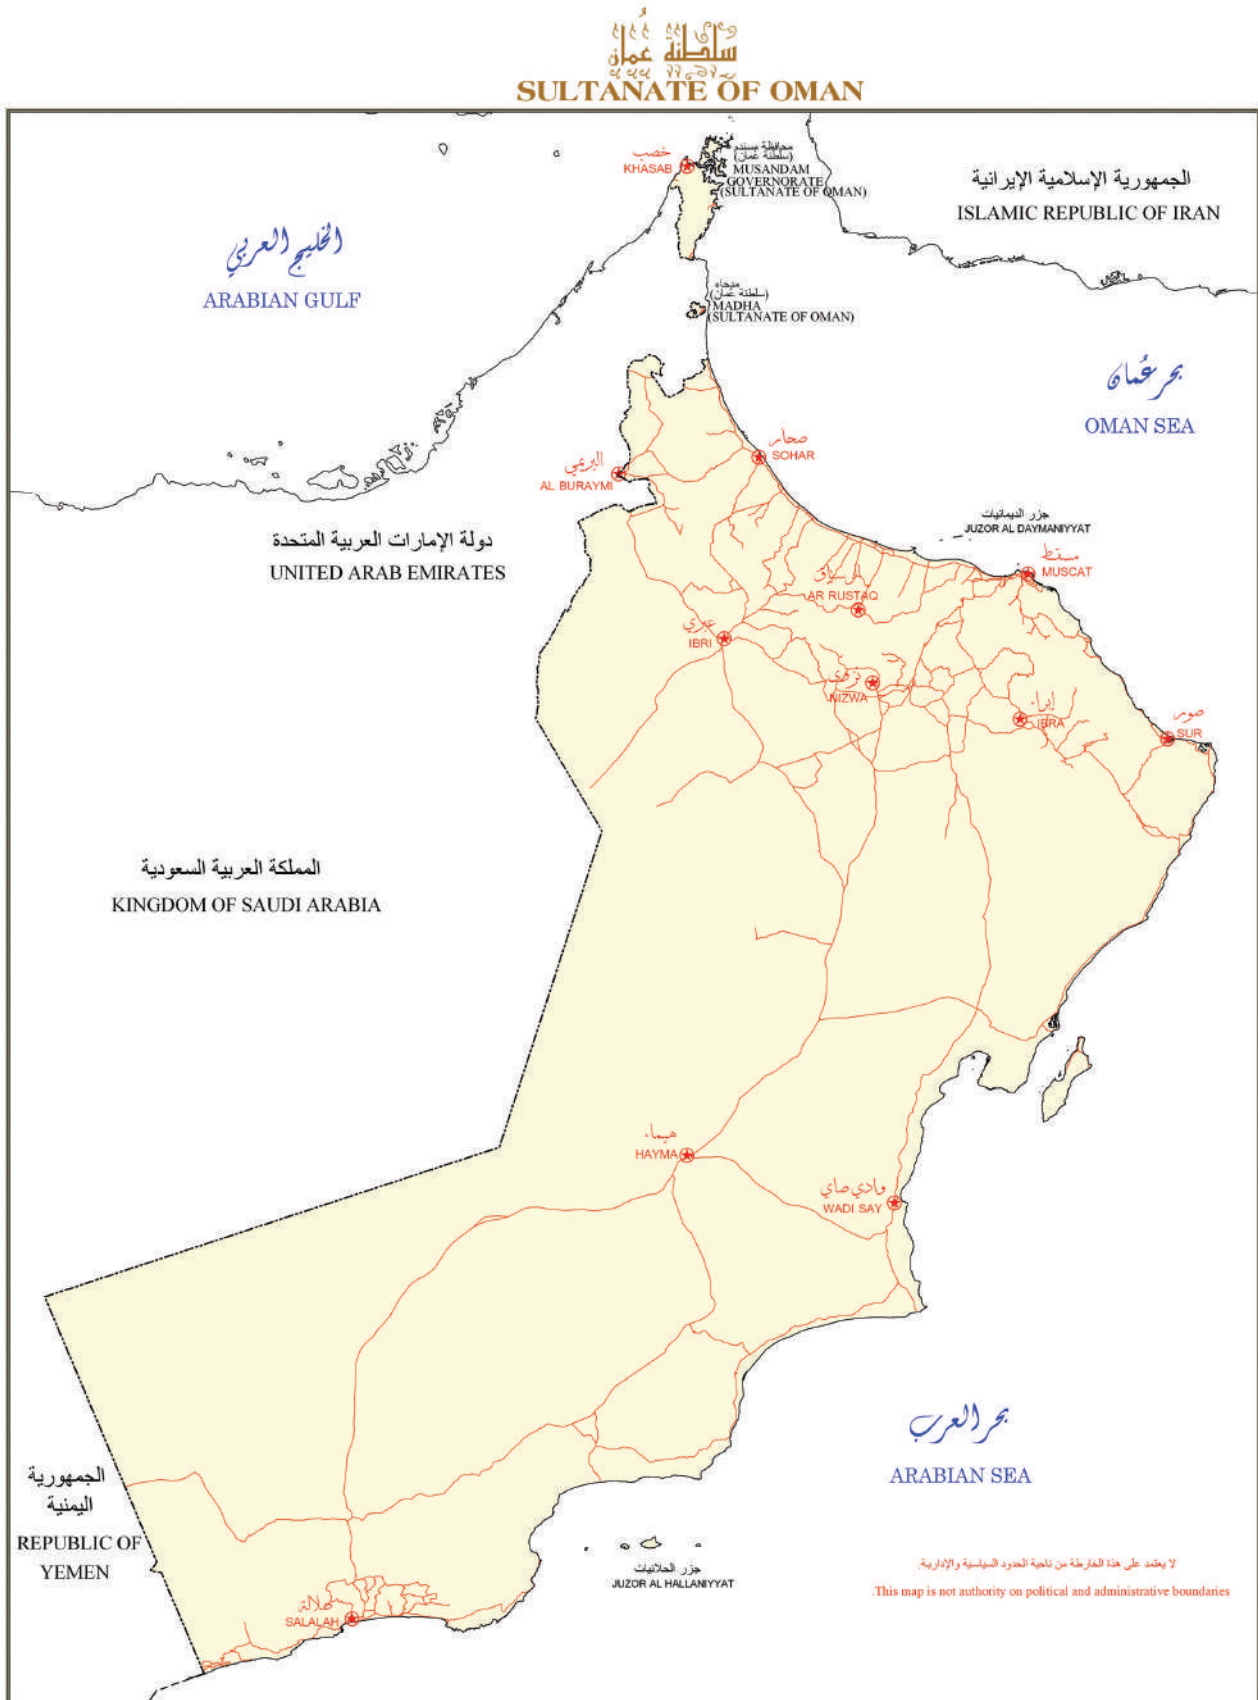 سلطنة عُمان
SULTANATE OF OMAN
خصب
KHASAB
محافظة مسندم
(سلطنة عمان)
MUSANDAM
GOVERNORATE
(SULTANATE OF OMAN)
الجمهورية الإسلامية الإيرانية
ISLAMIC REPUBLIC OF IRAN
الخليج العربي
ARABIAN GULF
مدحاء
(سلطنة عمان)
MADHA
(SULTANATE OF OMAN)
بحر عُمان
OMAN SEA
صحار
SOHAR
البريمي
AL BURAYMI
جزر الديمانيات
JUZOR AL DAYMANIYYAT
دولة الإمارات العربية المتحدة
UNITED ARAB EMIRATES
مسقط
MUSCAT
الرستاق
AR RUSTAQ
عبري
IBRI
نزوى
NIZWA
إبراء
IBRA
صور
SUR
المملكة العربية السعودية
KINGDOM OF SAUDI ARABIA
هيماء
HAYMA
وادي صاي
WADI SAY
بحر العرب
ARABIAN SEA
الجمهورية
اليمنية
REPUBLIC OF
YEMEN
جزر الحلانيات
JUZOR AL HALLANIYYAT
لا يعتمد على هذة الخارطة من ناحية الحدود السياسية والإدارية.
This map is not authority on political and administrative boundaries.
صلالة
SALALAH